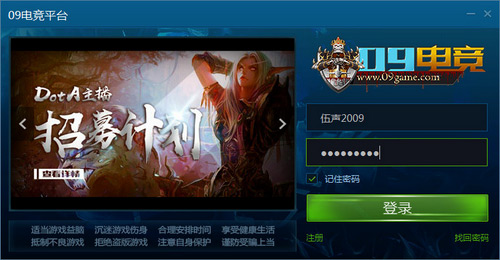 09电竞平台
DotA主播
招募计划
查看详情
09电竞
www.09game.com
伍声2009
记住密码
登录
注册
找回密码
适当游戏益脑 沉迷游戏伤身 合理安排时间 享受健康生活
抵制不良游戏 拒绝盗版游戏 注意自身保护 谨防受骗上当